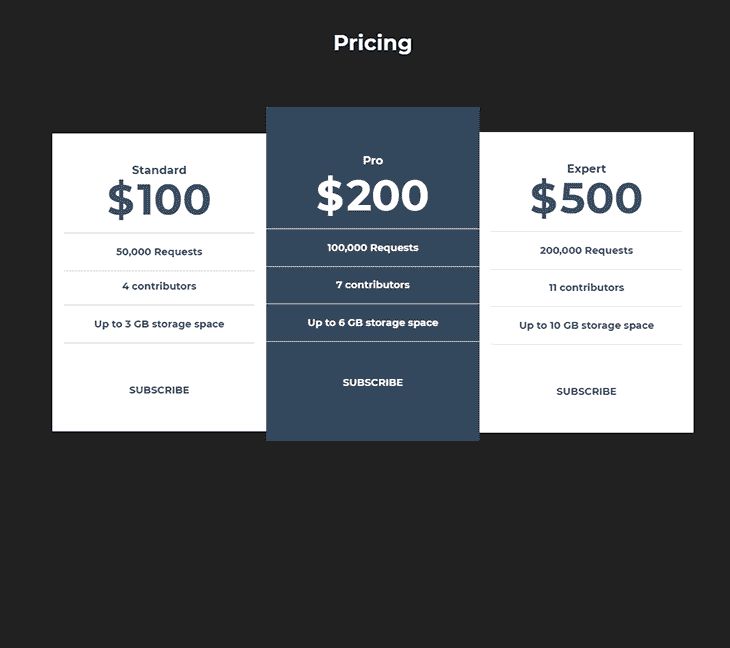 Pricing
Standard
$100
50,000 Requests
4 contributors
Up to 3 GB storage space
SUBSCRIBE
Pro
$200
100,000 Requests
7 contributors
Up to 6 GB storage space
SUBSCRIBE
Expert
$500
200,000 Requests
11 contributors
Up to 10 GB storage space
SUBSCRIBE